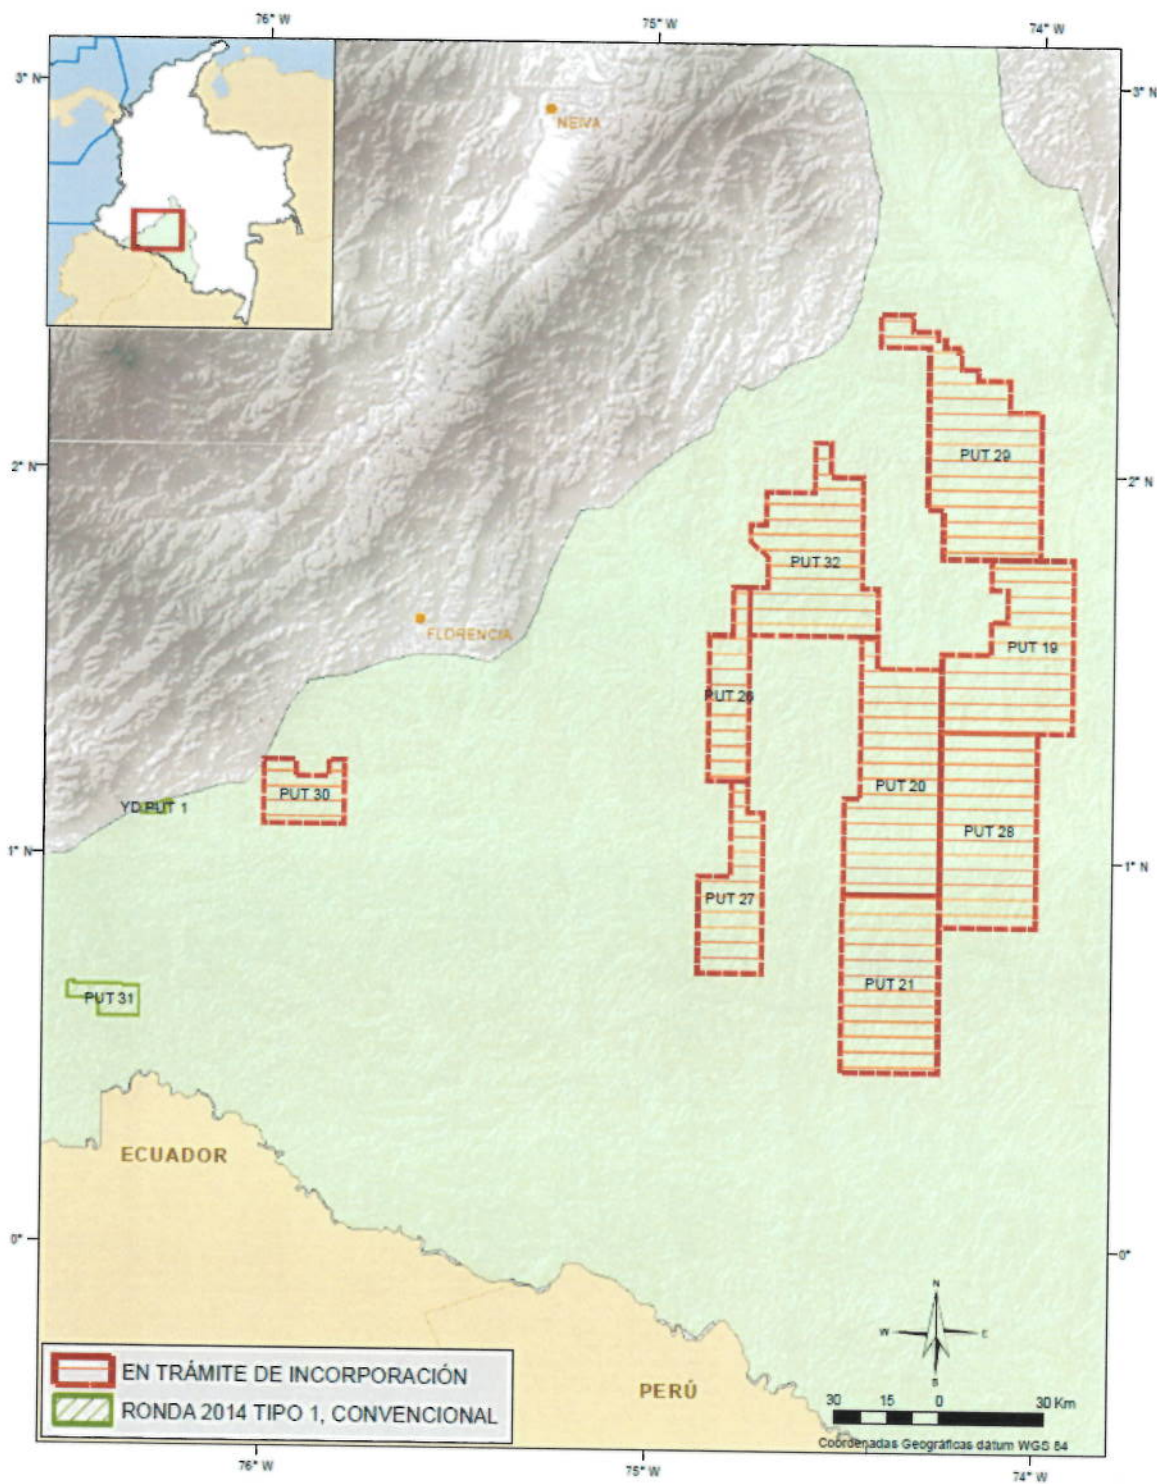 76° W
75° W
74° W
3° N
3° N
NEIVA
PUT 29
2° N
2° N
PUT 32
FLORENCIA
PUT 19
PUT 26
PUT 30
PUT 20
YD PUT 1
PUT 28
1° N
1° N
PUT 27
PUT 31
PUT 21
ECUADOR
0°
0°
N
W
E
S
PERÚ
EN TRÁMITE DE INCORPORACIÓN
RONDA 2014 TIPO 1, CONVENCIONAL
30 15 0 30 Km
Coordenadas Geográficas datum WGS 84
76° W
75° W
74° W